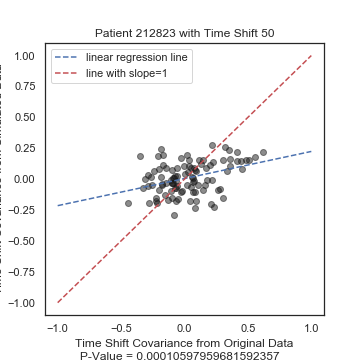 Patient 212823 with Time Shift 50
linear regression line
line with slope=1
1.00
0.75
0.50
0.25
0.00
−0.25
−0.50
−0.75
−1.00
−1.0
−0.5
0.0
0.5
1.0
Time Shift Covariance from Original Data
P-Value = 0.00010597959681592357